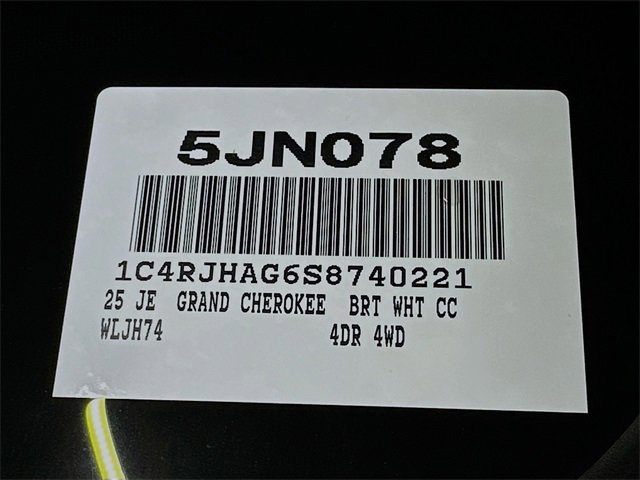 5JN078
1C4RJHAG6S8740221
25 JE GRAND CHEROKEE BRT WHT CC
WLJH74 4DR 4WD